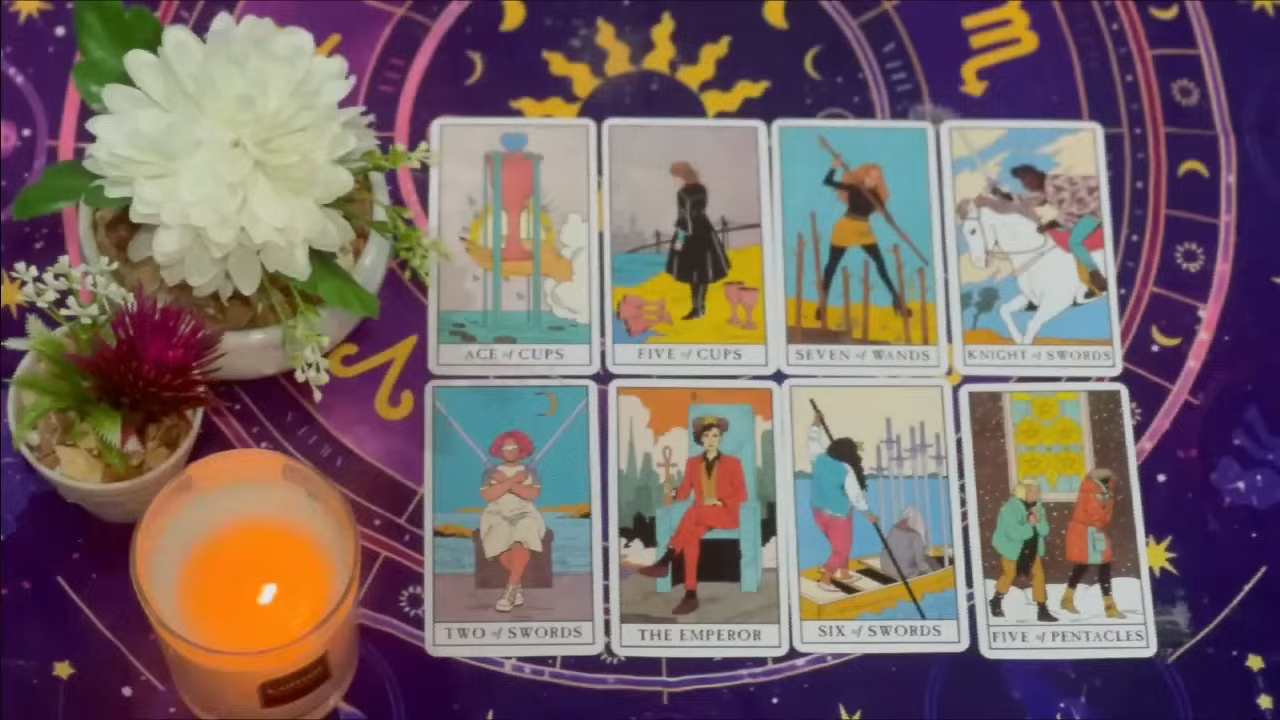 ACE of CUPS
FIVE of CUPS
SEVEN of WANDS
KNIGHT of SWORDS
TWO of SWORDS
THE EMPEROR
SIX of SWORDS
FIVE of PENTACLES